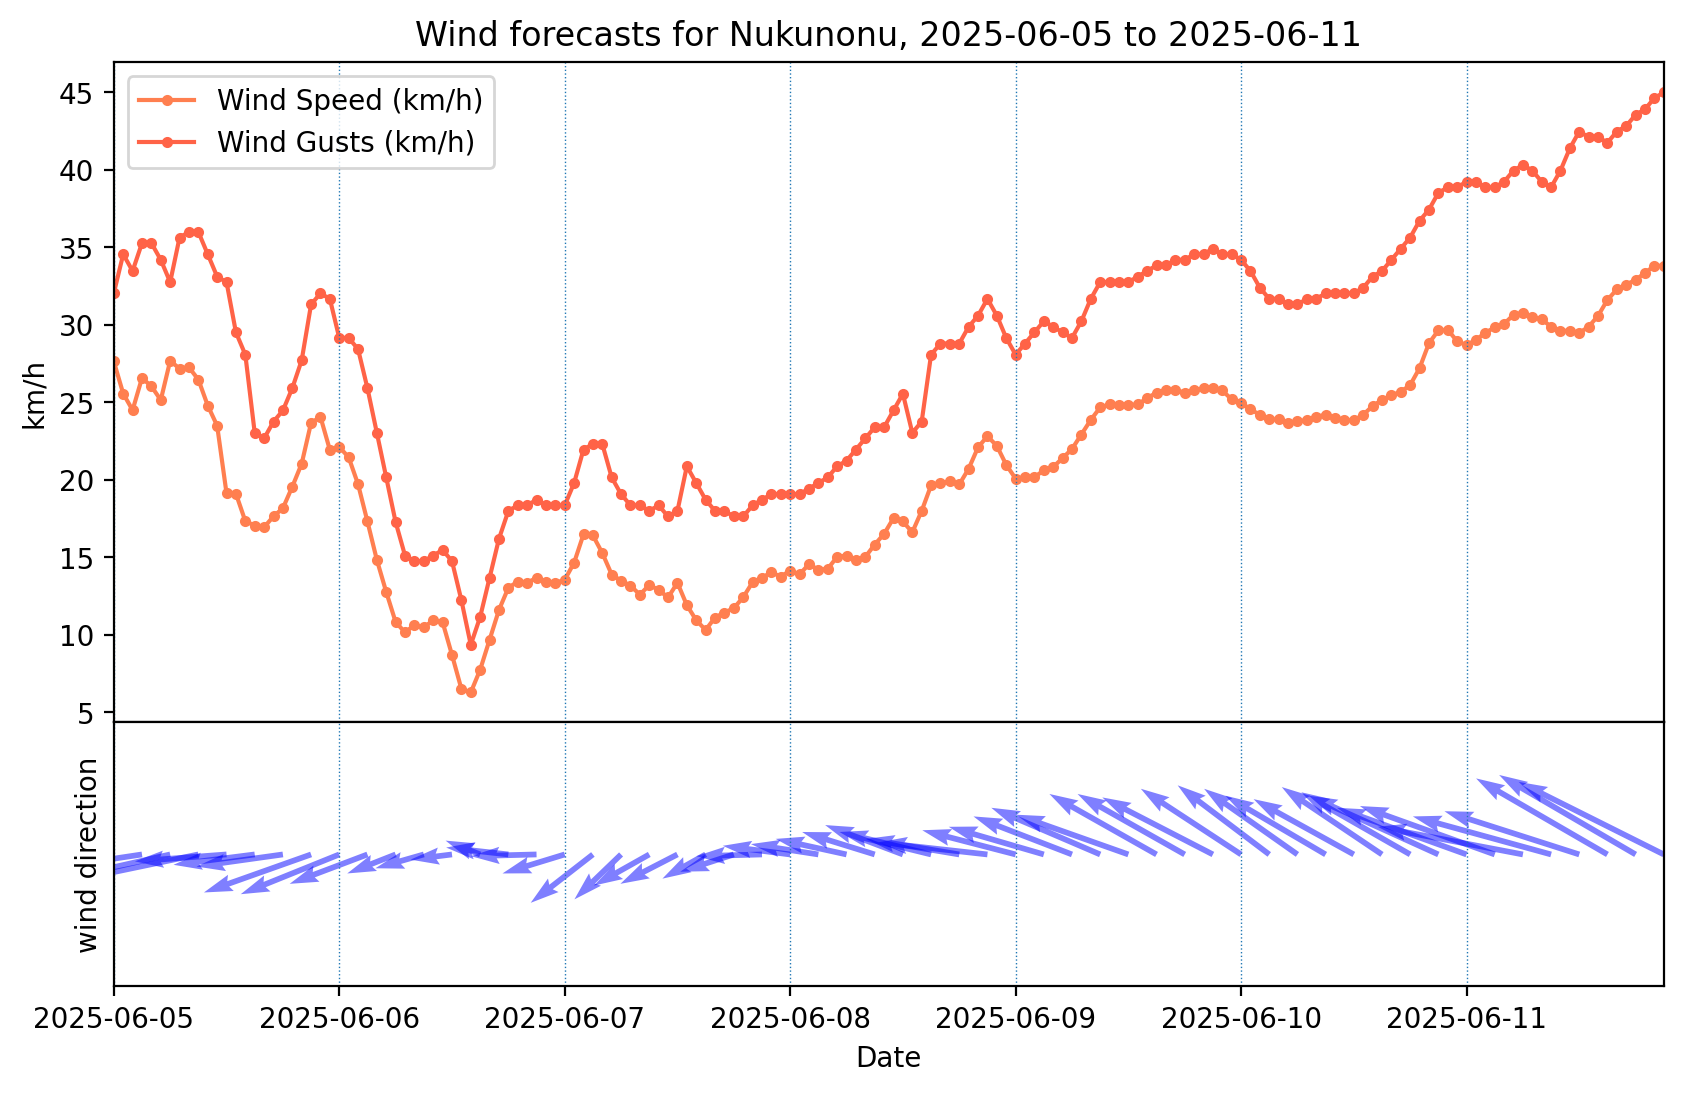 Wind forecasts for Nukunonu, 2025-06-05 to 2025-06-11
Wind Speed (km/h)
Wind Gusts (km/h)
45
40
35
30
25
20
15
10
5
km/h
wind direction
2025-06-05
2025-06-06
2025-06-07
2025-06-08
2025-06-09
2025-06-10
2025-06-11
Date